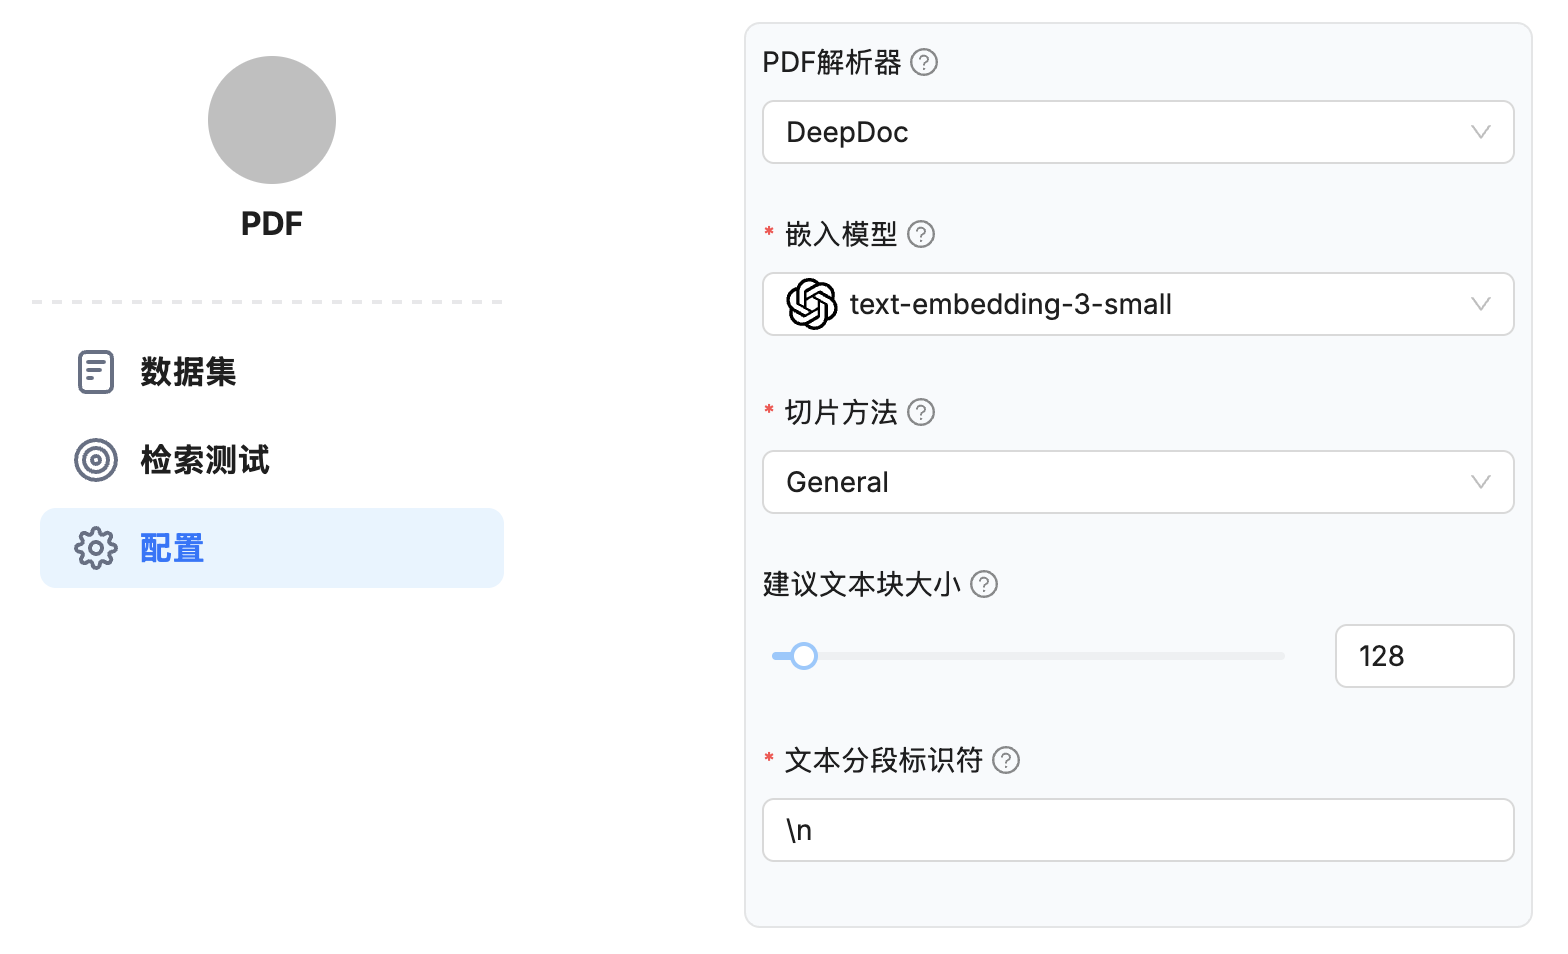 PDF
数据集
检索测试
配置
PDF解析器
DeepDoc
* 嵌入模型
text-embedding-3-small
* 切片方法
General
建议文本块大小
128
* 文本分段标识符
\n